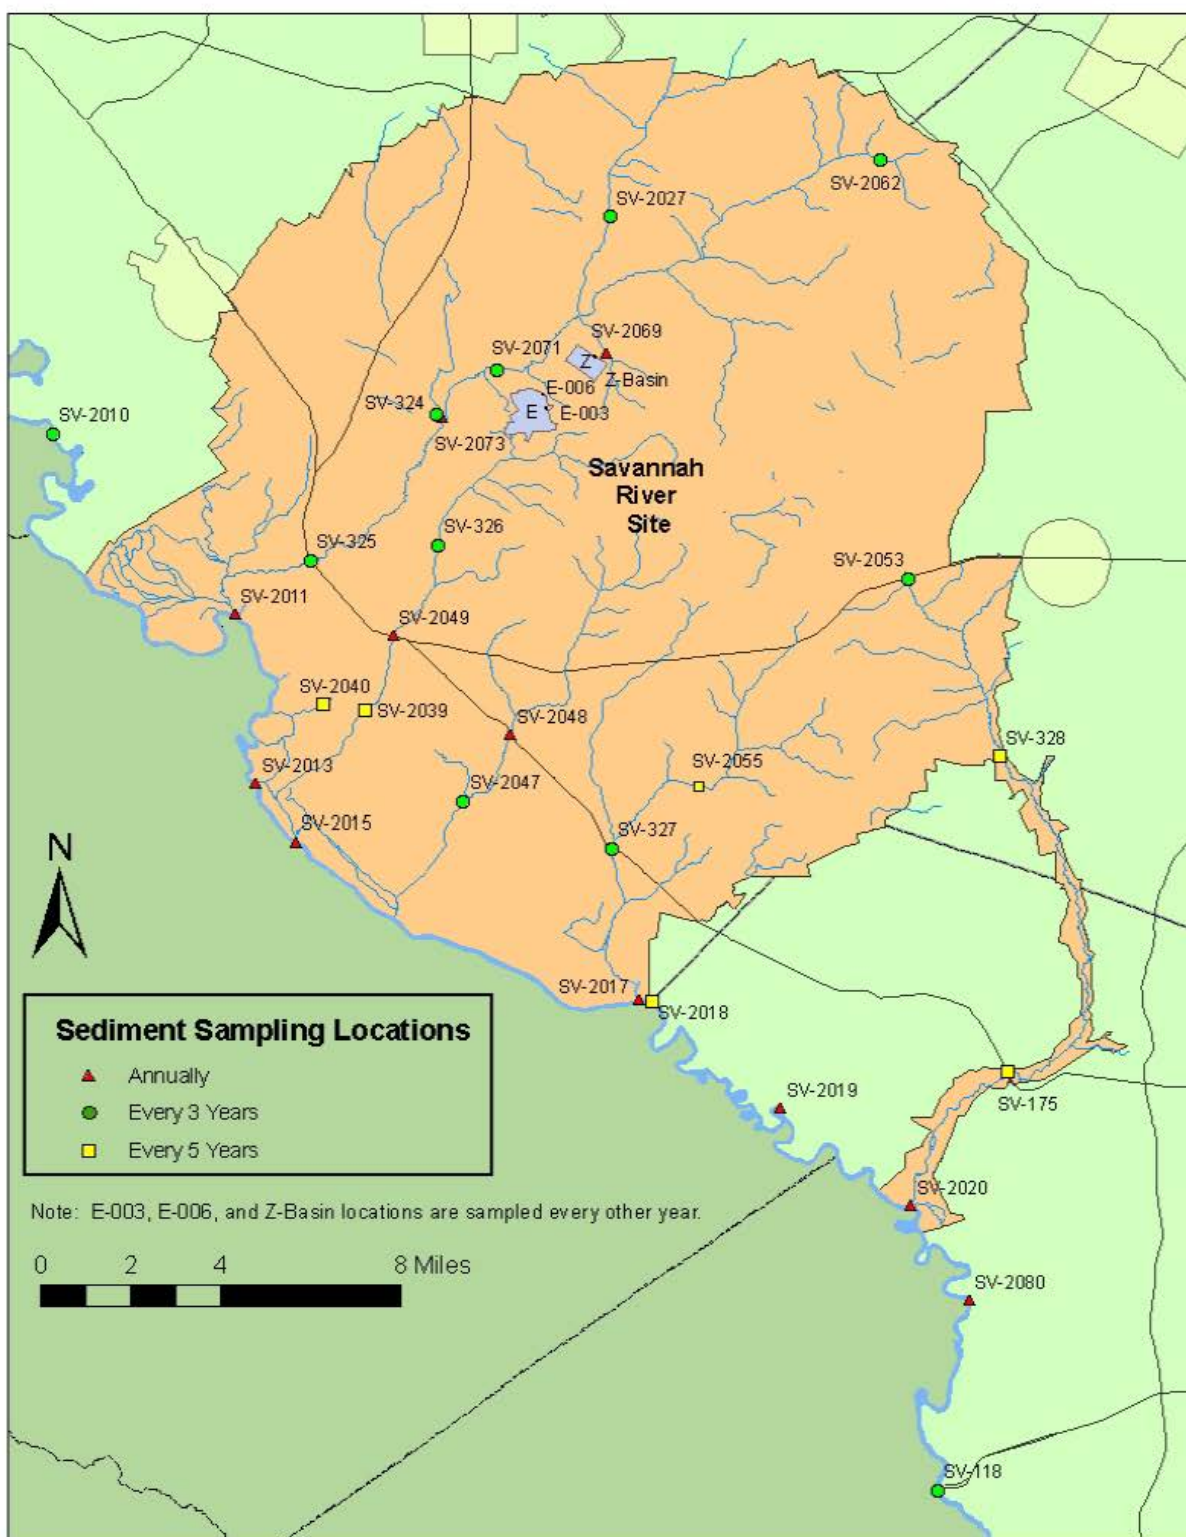 SV-2062
SV-2027
SV-2069
SV-2071
Z
Z-Basin
E-006
SV-324
E
E-003
SV-2010
SV-2073
Savannah
River
Site
SV-326
SV-325
SV-2053
SV-2011
SV-2049
SV-2040
SV-2039
SV-2048
SV-328
SV-2055
SV-2013
SV-2047
SV-2015
SV-327
N
SV-2017
SV-2018
Sediment Sampling Locations
Annually
Every 3 Years
Every 5 Years
SV-2019
SV-175
SV-2020
Note: E-003, E-006, and Z-Basin locations are sampled every other year.
0 2 4 8 Miles
SV-2080
SV-118